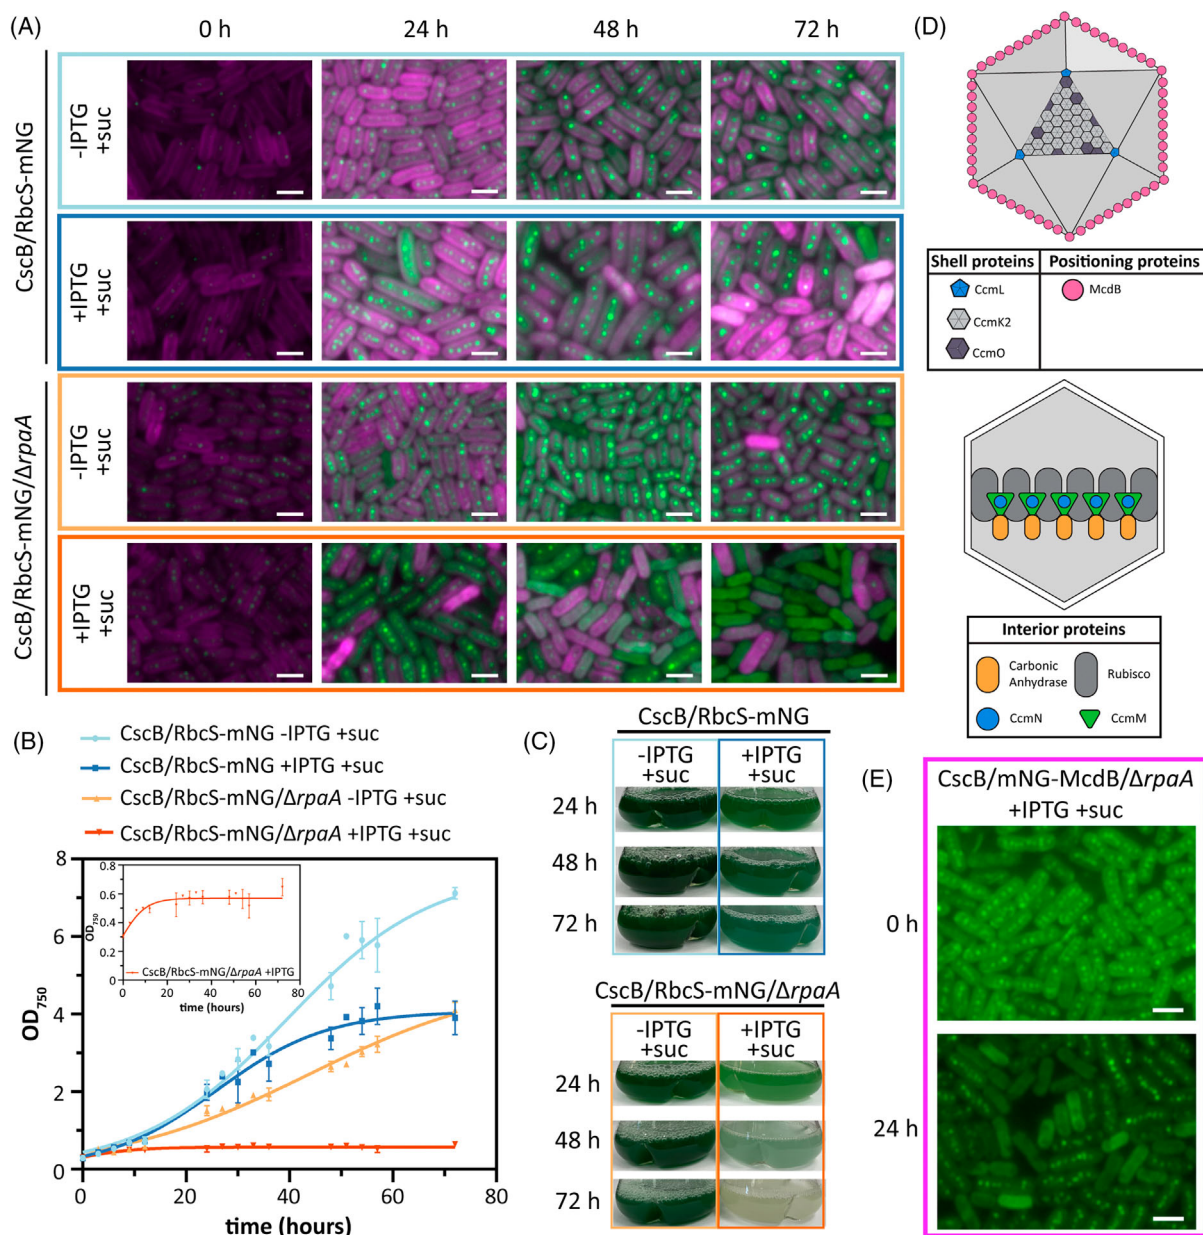 (A)
0 h
24 h
48 h
72 h
CscB/RbcS-mNG
-IPTG
+suc
+IPTG
+suc
CscB/RbcS-mNG/ΔrpaA
-IPTG
+suc
+IPTG
+suc
(B)
CscB/RbcS-mNG -IPTG +suc
CscB/RbcS-mNG +IPTG +suc
CscB/RbcS-mNG/ΔrpaA -IPTG +suc
CscB/RbcS-mNG/ΔrpaA +IPTG +suc
OD750
8
6
4
2
0
0
20
40
60
80
time (hours)
OD750
0.8
0.6
0.4
0.2
0
0
20
40
60
80
CscB/RbcS-mNG/ΔrpaA +IPTG
time (hours)
(C)
CscB/RbcS-mNG
-IPTG
+suc
+IPTG
+suc
24 h
48 h
72 h
CscB/RbcS-mNG/ΔrpaA
-IPTG
+suc
+IPTG
+suc
24 h
48 h
72 h
(D)
Shell proteins
Positioning proteins
CcmL
McdB
CcmK2
CcmO
Interior proteins
Carbonic
Anhydrase
Rubisco
CcmN
CcmM
(E)
CscB/mNG-McdB/ΔrpaA
+IPTG +suc
0 h
24 h